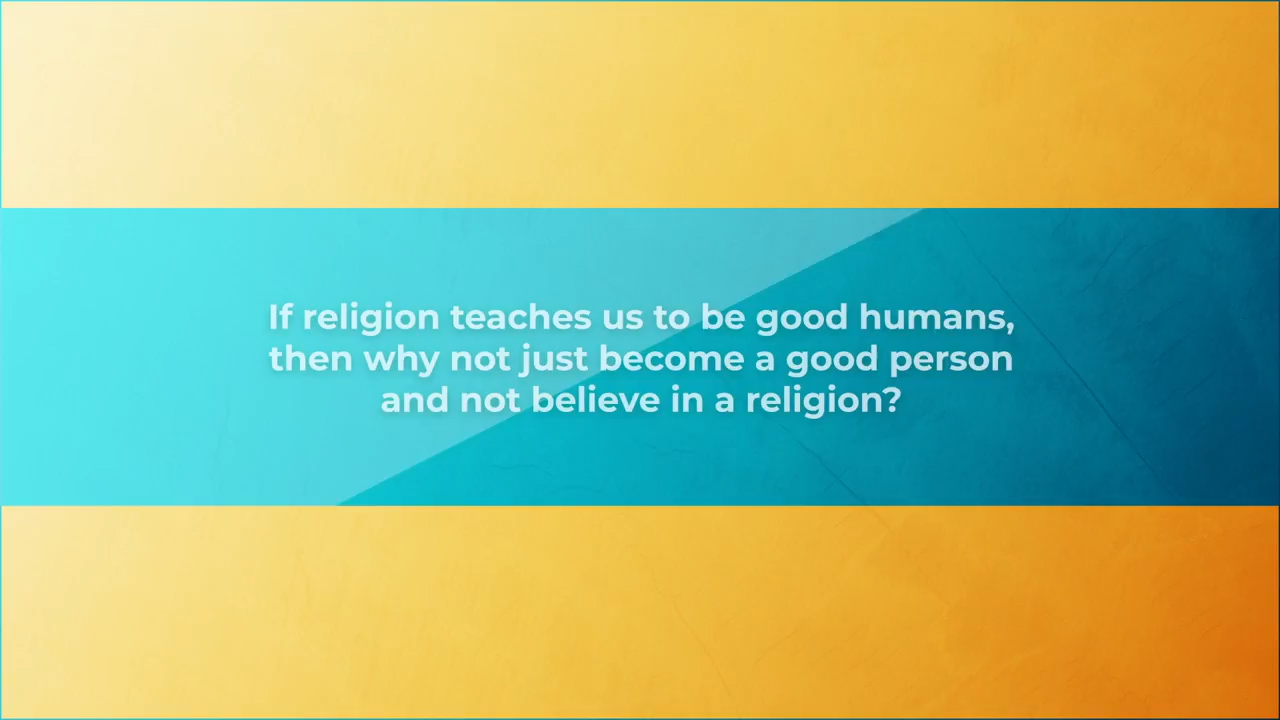 If religion teaches us to be good humans,
then why not just become a good person
and not believe in a religion?